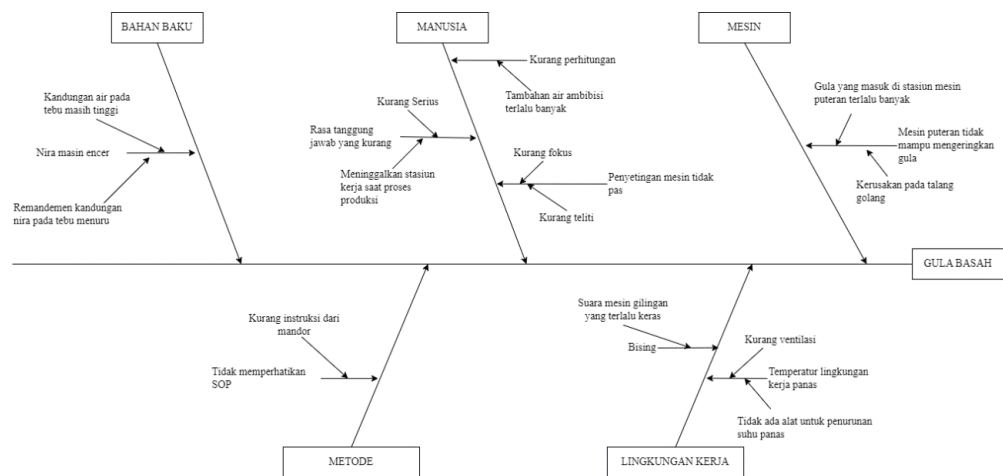 BAHAN BAKU
MANUSIA
MESIN
Kurang perhitungan
Tambahan air ambibisi
terlalu banyak
Kandungan air pada
tebu masih tinggi
Nira masin encer
Remandemen kandungan
nira pada tebu menuru
Kurang Serius
Rasa tanggung
jawab yang kurang
Meninggalkan stasiun
kerja saat proses
produksi
Kurang fokus
Penyetingan mesin tidak
pas
Kurang teliti
Gula yang masuk di stasiun mesin
puteran terlalu banyak
Mesin puteran tidak
mampu mengeringkan
gula
Kerusakan pada talang
golang
GULA BASAH
Kurang instruksi dari
mandor
Tidak memperhatikan
SOP
Suara mesin gilingan
yang terlalu keras
Bising
Kurang ventilasi
Temperatur lingkungan
kerja panas
Tidak ada alat untuk penurunan
suhu panas
METODE
LINGKUNGAN KERJA